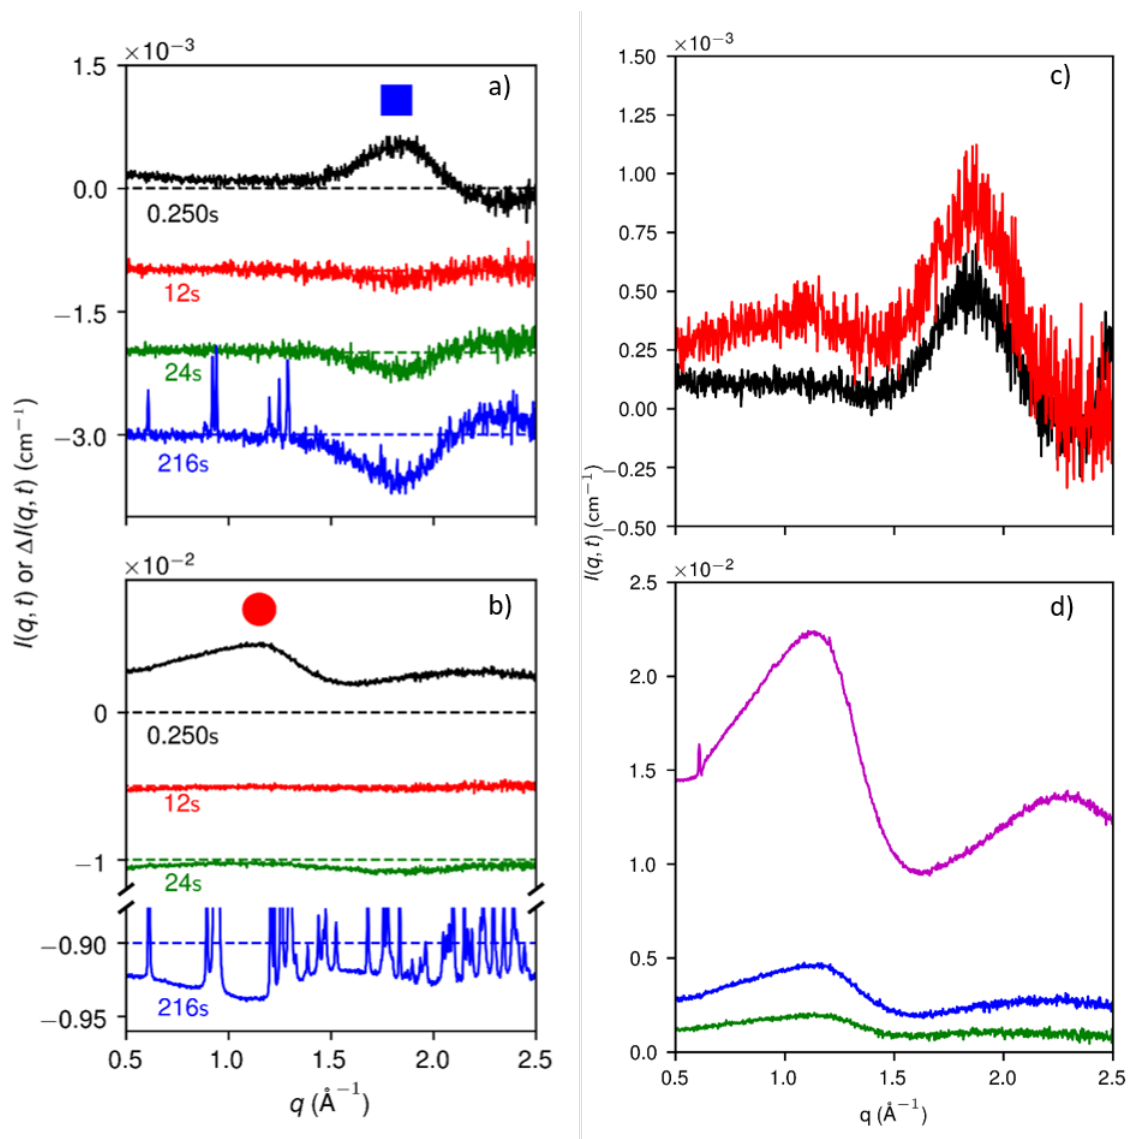 ×10⁻³
1.5
a)
0.0
0.250s
12s
−1.5
24s
−3.0
216s
I(q, t) or ΔI(q, t) (cm⁻¹)
×10⁻²
b)
0
0.250s
12s
−1
24s
−0.90
216s
−0.95
0.5 1.0 1.5 2.0 2.5
q (Å⁻¹)
×10⁻³
1.50
c)
1.25
1.00
0.75
0.50
0.25
0.00
−0.25
−0.50
I(q, t) (cm⁻¹)
×10⁻²
2.5
d)
2.0
1.5
1.0
0.5
0.0
0.5 1.0 1.5 2.0 2.5
q (Å⁻¹)